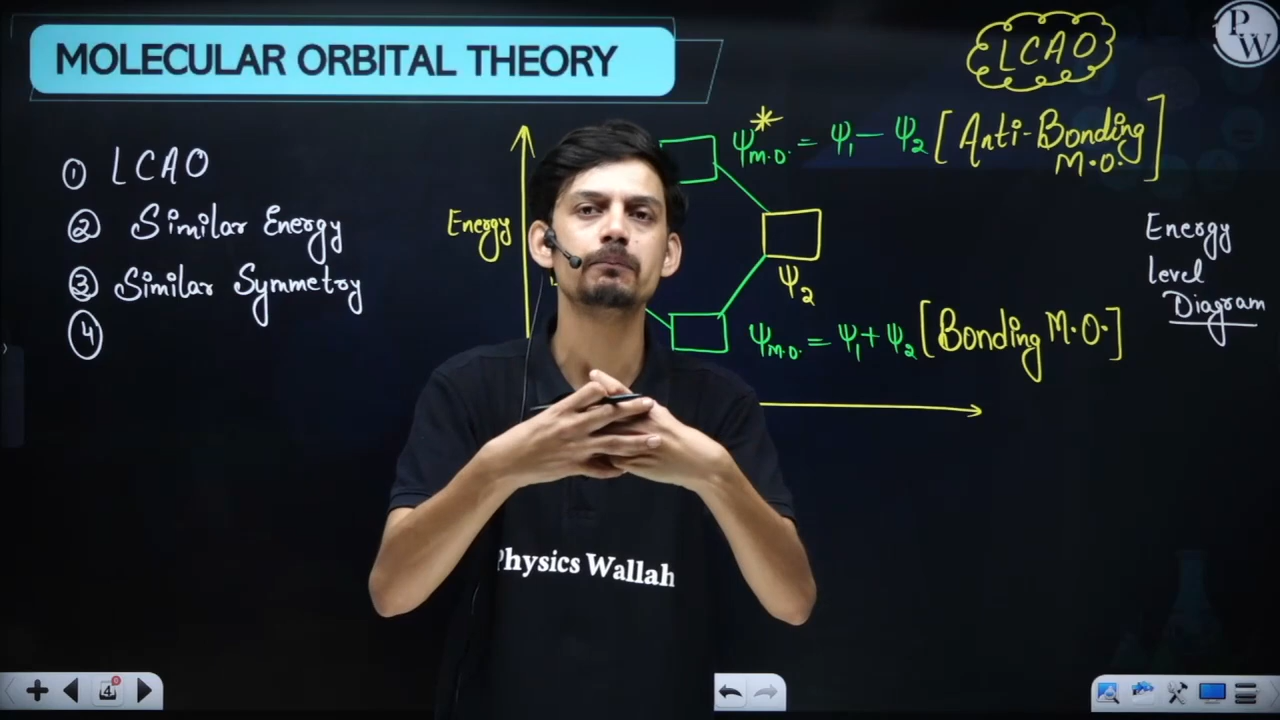 MOLECULAR ORBITAL THEORY
LCAO
PW
① LCAO
② Similar Energy
③ Similar Symmetry
④
Energy
Ψ*M.O. = Ψ1 - Ψ2 [Anti-Bonding M.O.]
Ψ2
ΨM.O. = Ψ1 + Ψ2 [Bonding M.O.]
Energy
level
Diagram
Physics Wallah
4